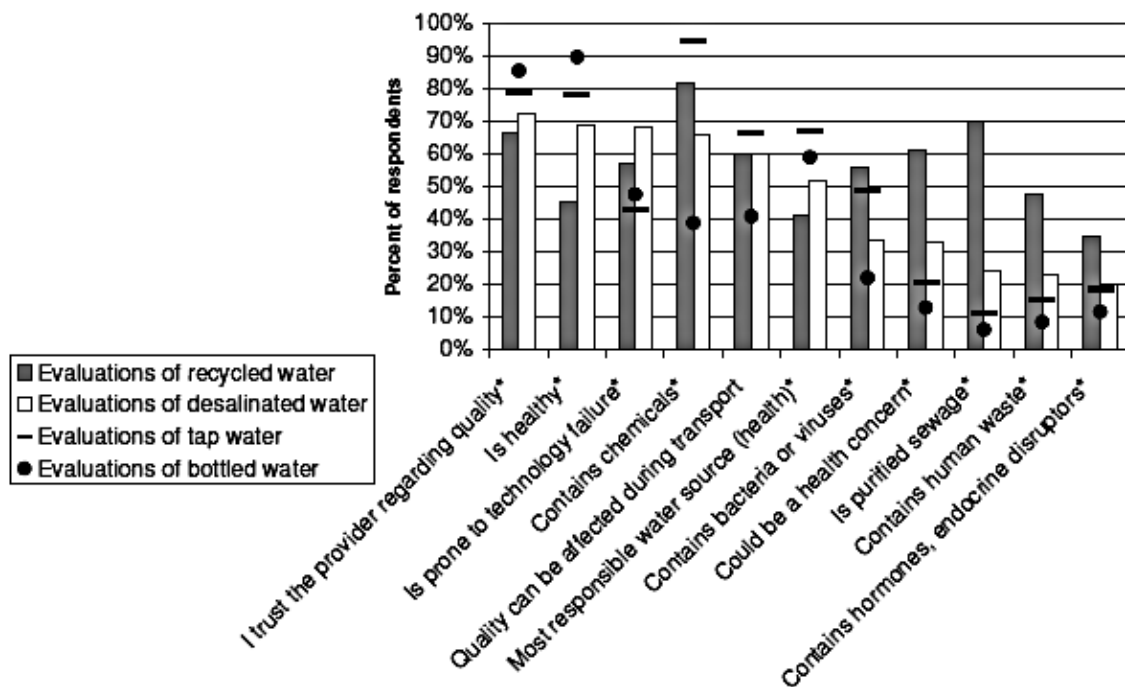 100%
90%
80%
70%
60%
50%
40%
30%
20%
10%
0%
Percent of respondents
I trust the provider regarding quality*
Is healthy*
Is prone to technology failure*
Contains chemicals*
Quality can be affected during transport
Most responsible water source (health)*
Contains bacteria or viruses*
Could be a health concern*
Is purified sewage*
Contains human waste*
Contains hormones, endocrine disruptors*
Evaluations of recycled water
Evaluations of desalinated water
Evaluations of tap water
Evaluations of bottled water